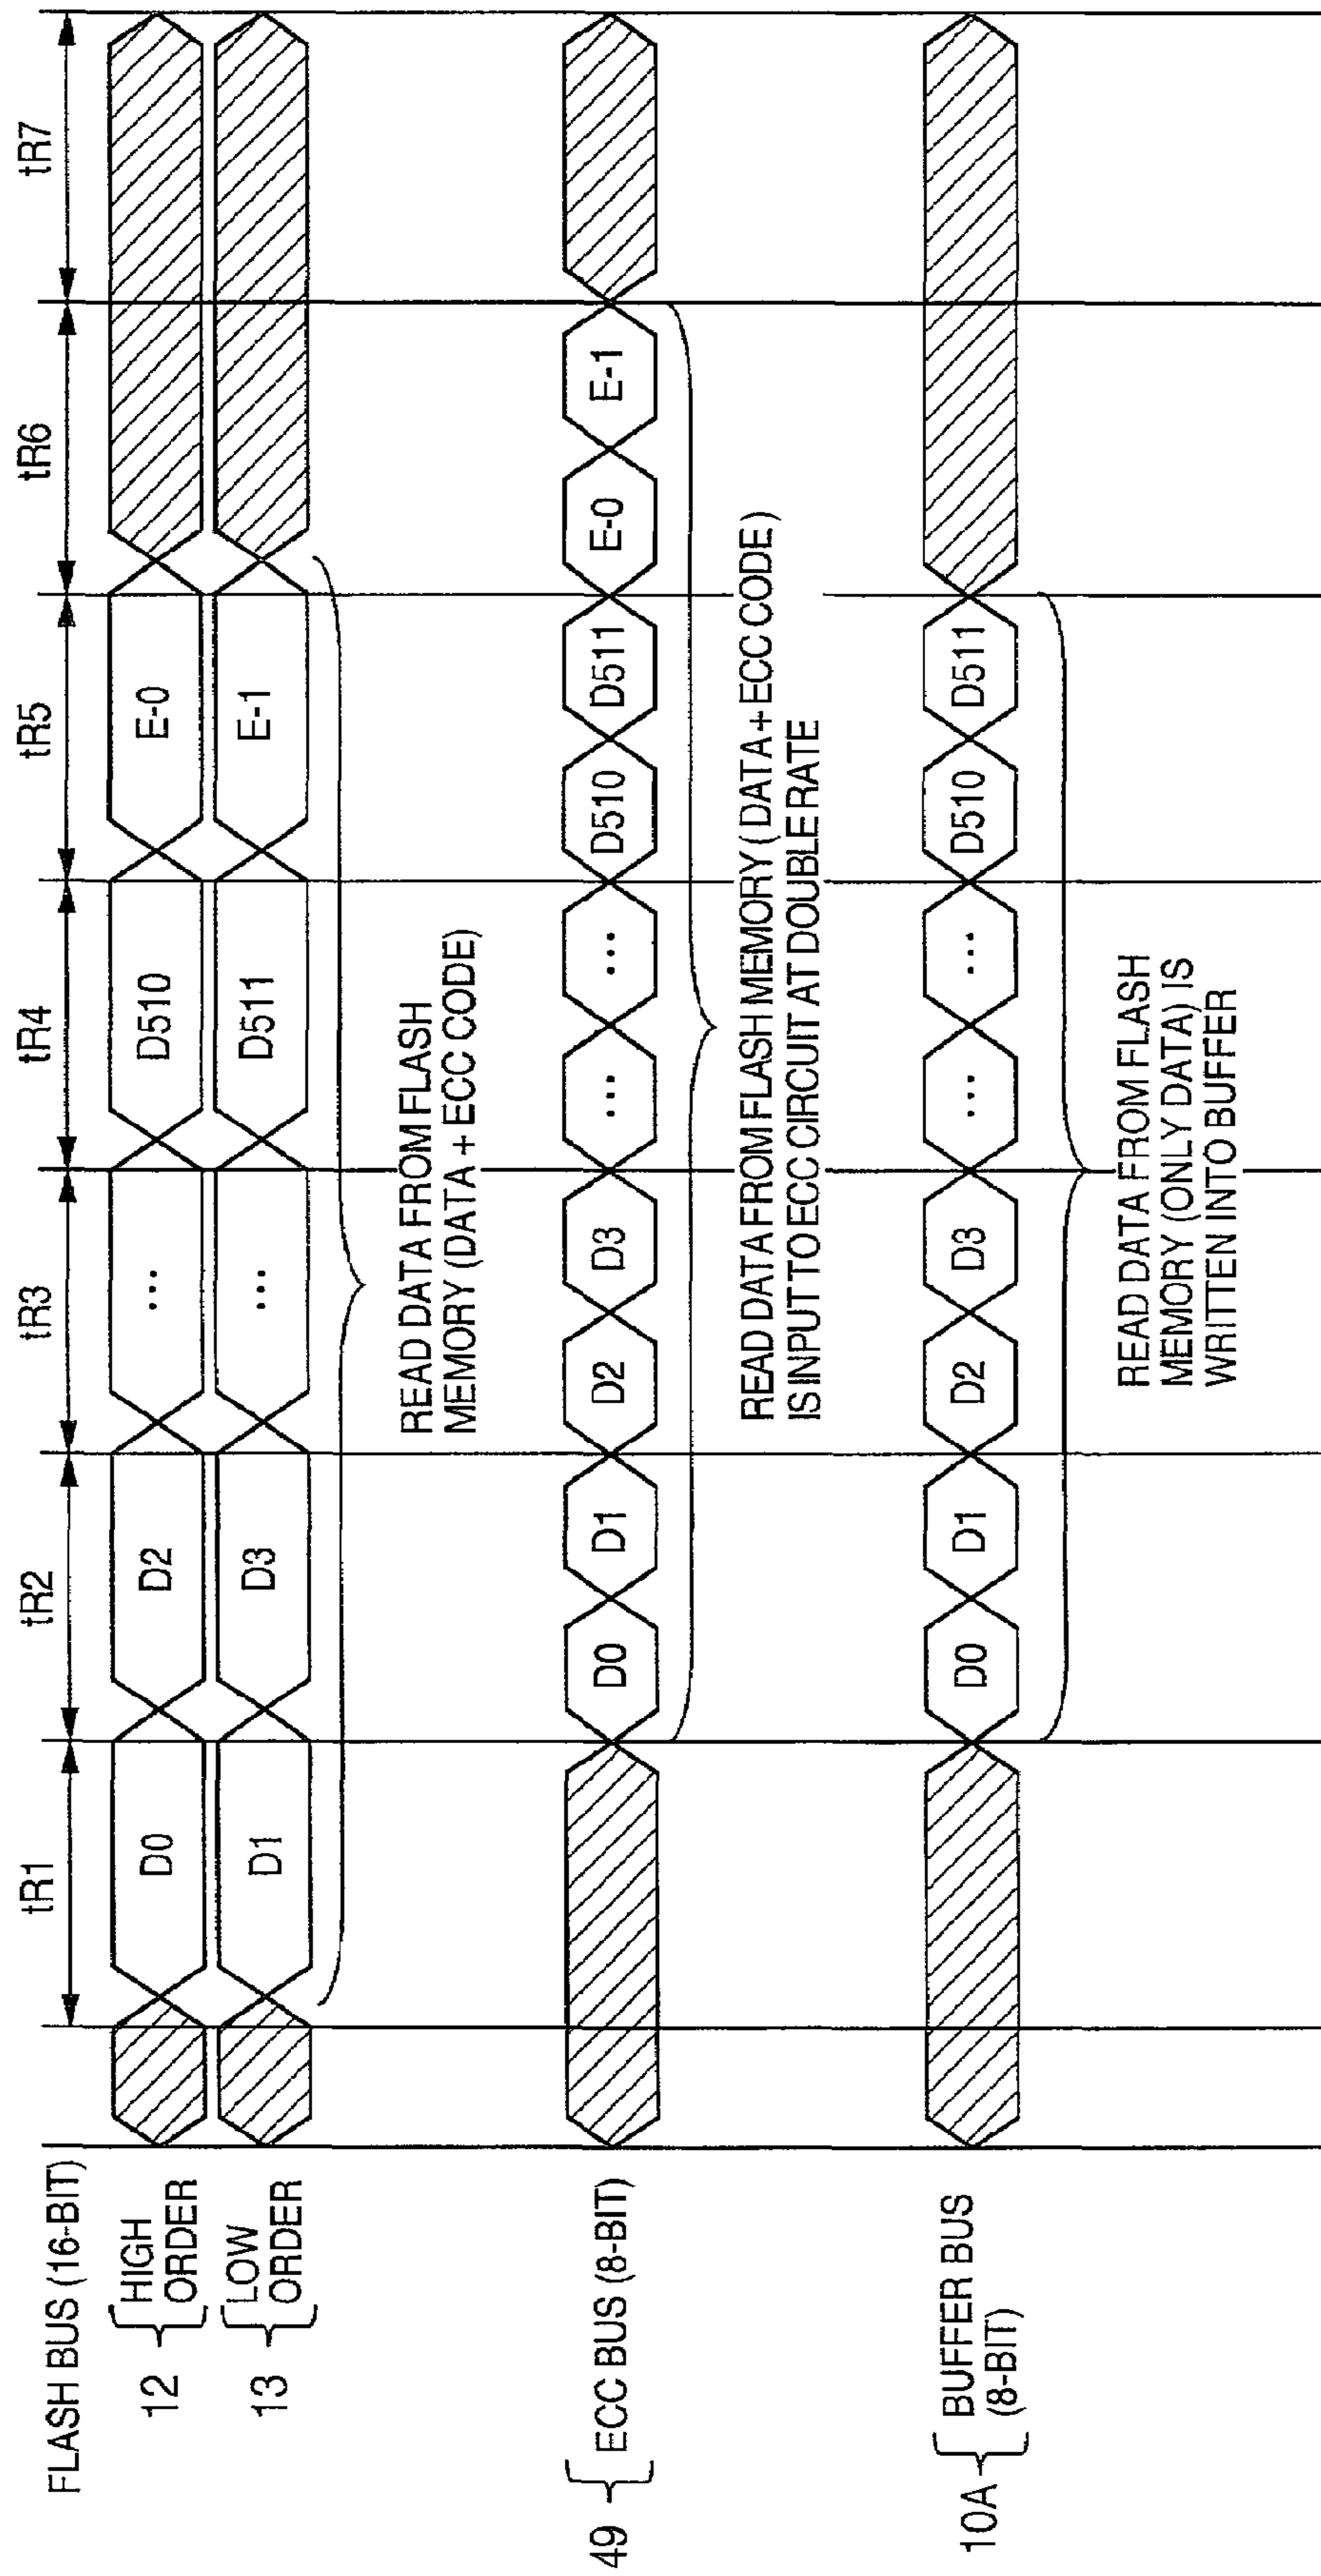 tR1 tR2 tR3 tR4 tR5 tR6 tR7
FLASH BUS (16-BIT)
12 HIGH
ORDER
D0 D2 ... D510 E-0
13 LOW
ORDER
D1 D3 ... D511 E-1
READ DATA FROM FLASH
MEMORY (DATA + ECC CODE)
49 ECC BUS (8-BIT)
D0 D1 D2 D3 ... ... D510 D511 E-0 E-1
READ DATA FROM FLASH MEMORY (DATA + ECC CODE)
IS INPUT TO ECC CIRCUIT AT DOUBLE RATE
10A BUFFER BUS
(8-BIT)
D0 D1 D2 D3 ... ... D510 D511
READ DATA FROM FLASH
MEMORY (ONLY DATA) IS
WRITTEN INTO BUFFER